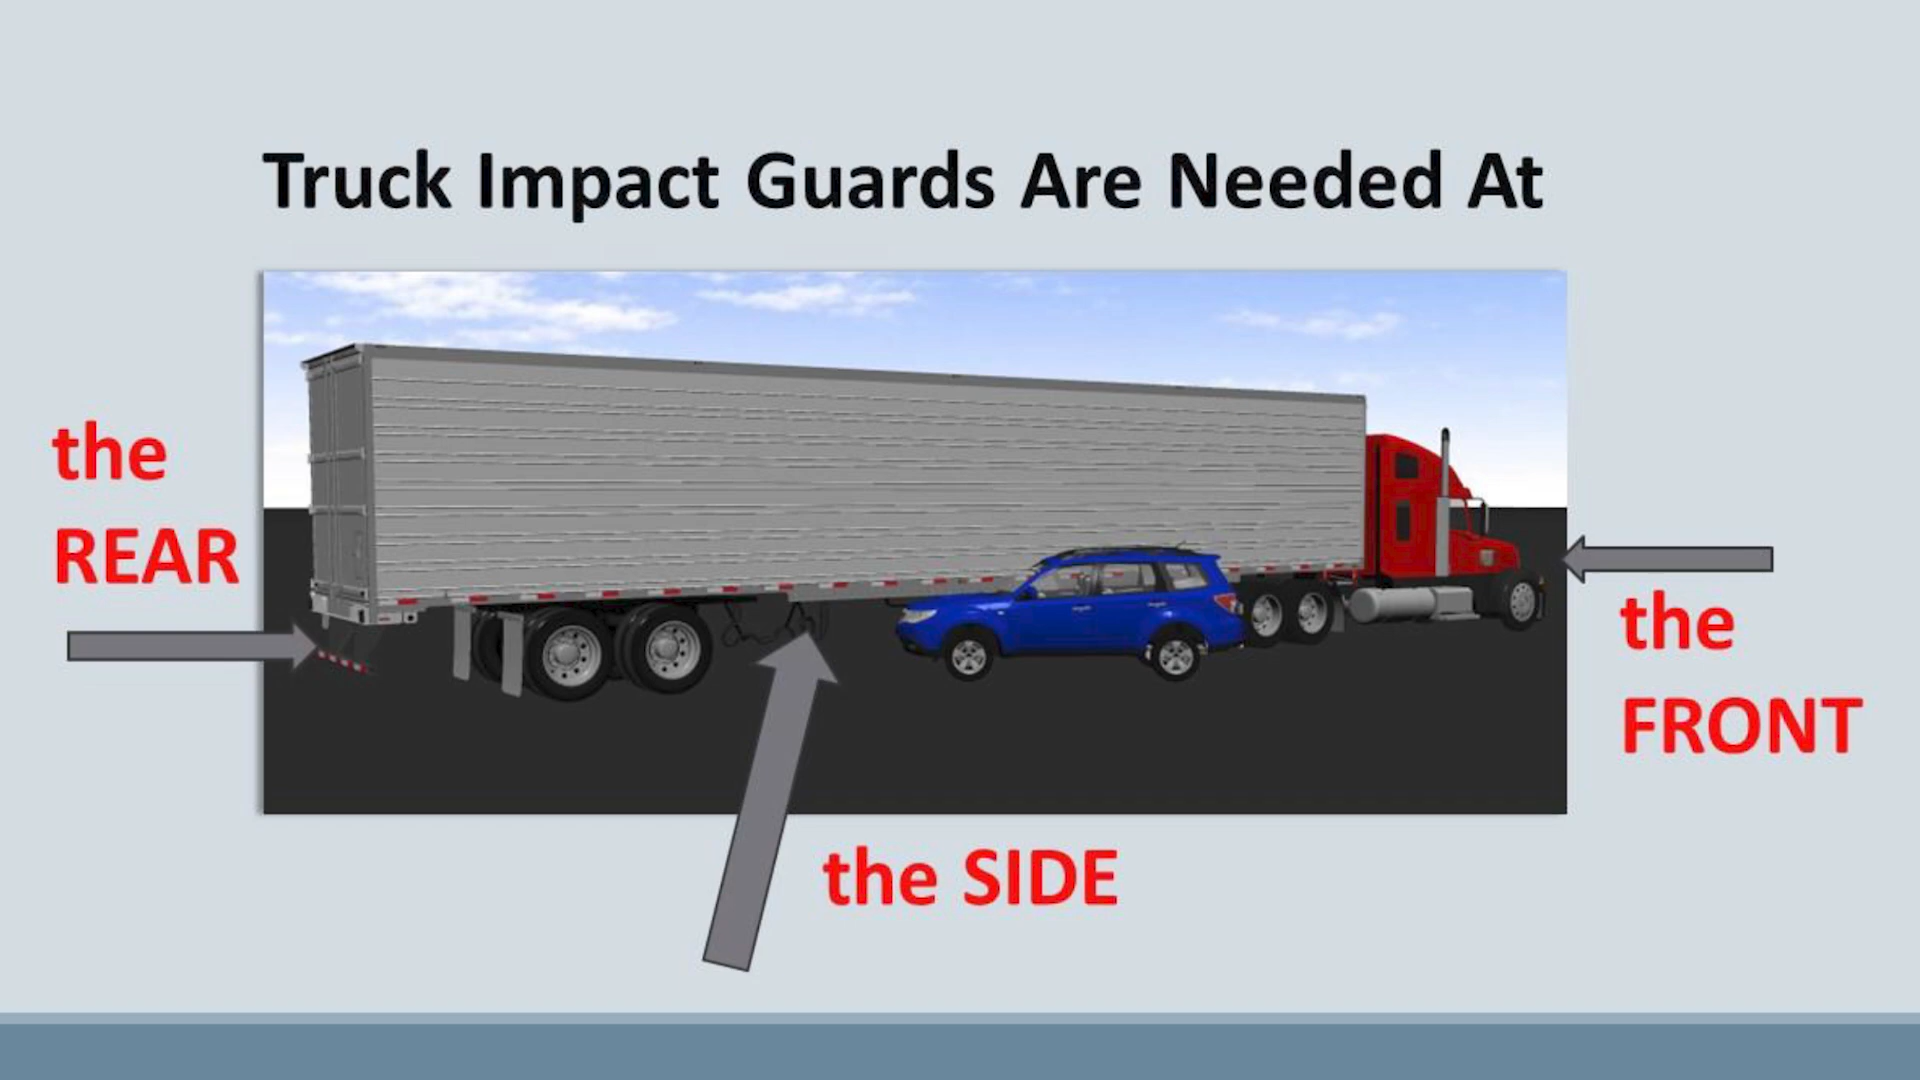 Truck Impact Guards Are Needed At
the
REAR
the
FRONT
the SIDE